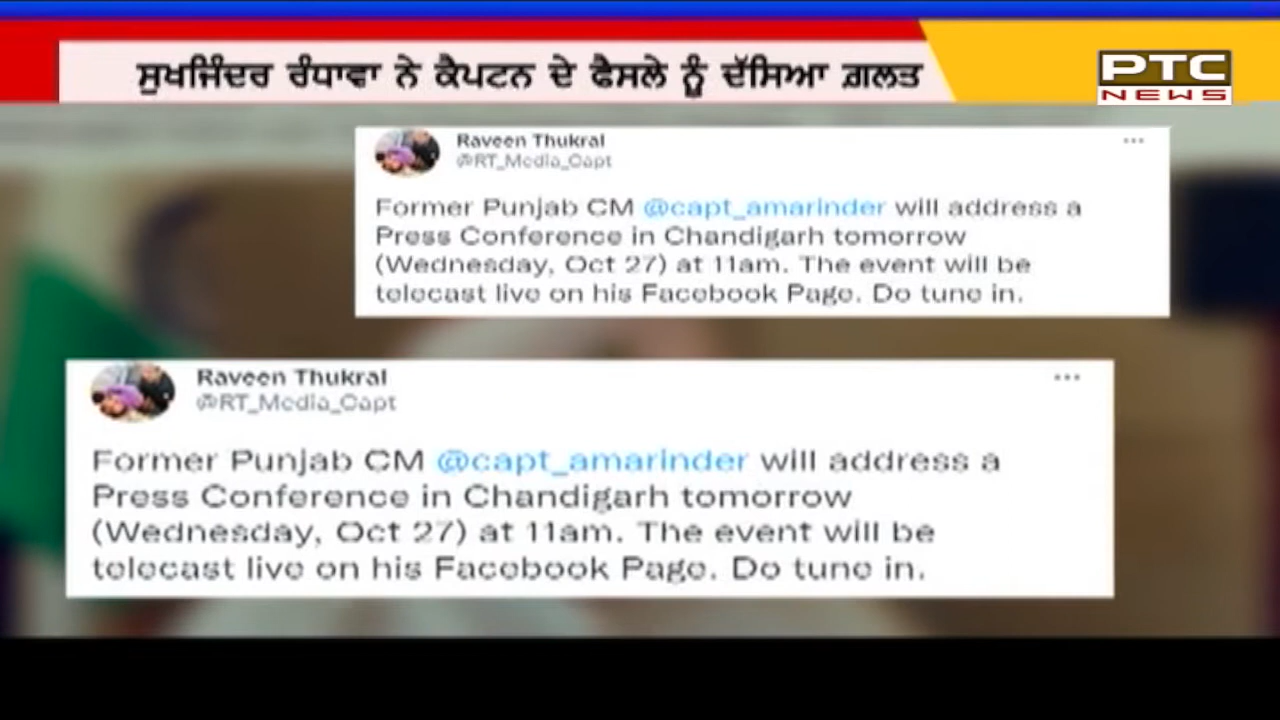 ਸੁਖਜਿੰਦਰ ਰੰਧਾਵਾ ਨੇ ਕੈਪਟਨ ਦੇ ਫੈਸਲੇ ਨੂੰ ਦੱਸਿਆ ਗ਼ਲਤ
PTC
NEWS
Raveen Thukral
@RT_Media_Capt
Former Punjab CM @capt_amarinder will address a
Press Conference in Chandigarh tomorrow
(Wednesday, Oct 27) at 11am. The event will be
telecast live on his Facebook Page. Do tune in.
Raveen Thukral
@RT_Media_Capt
Former Punjab CM @capt_amarinder will address a
Press Conference in Chandigarh tomorrow
(Wednesday, Oct 27) at 11am. The event will be
telecast live on his Facebook Page. Do tune in.